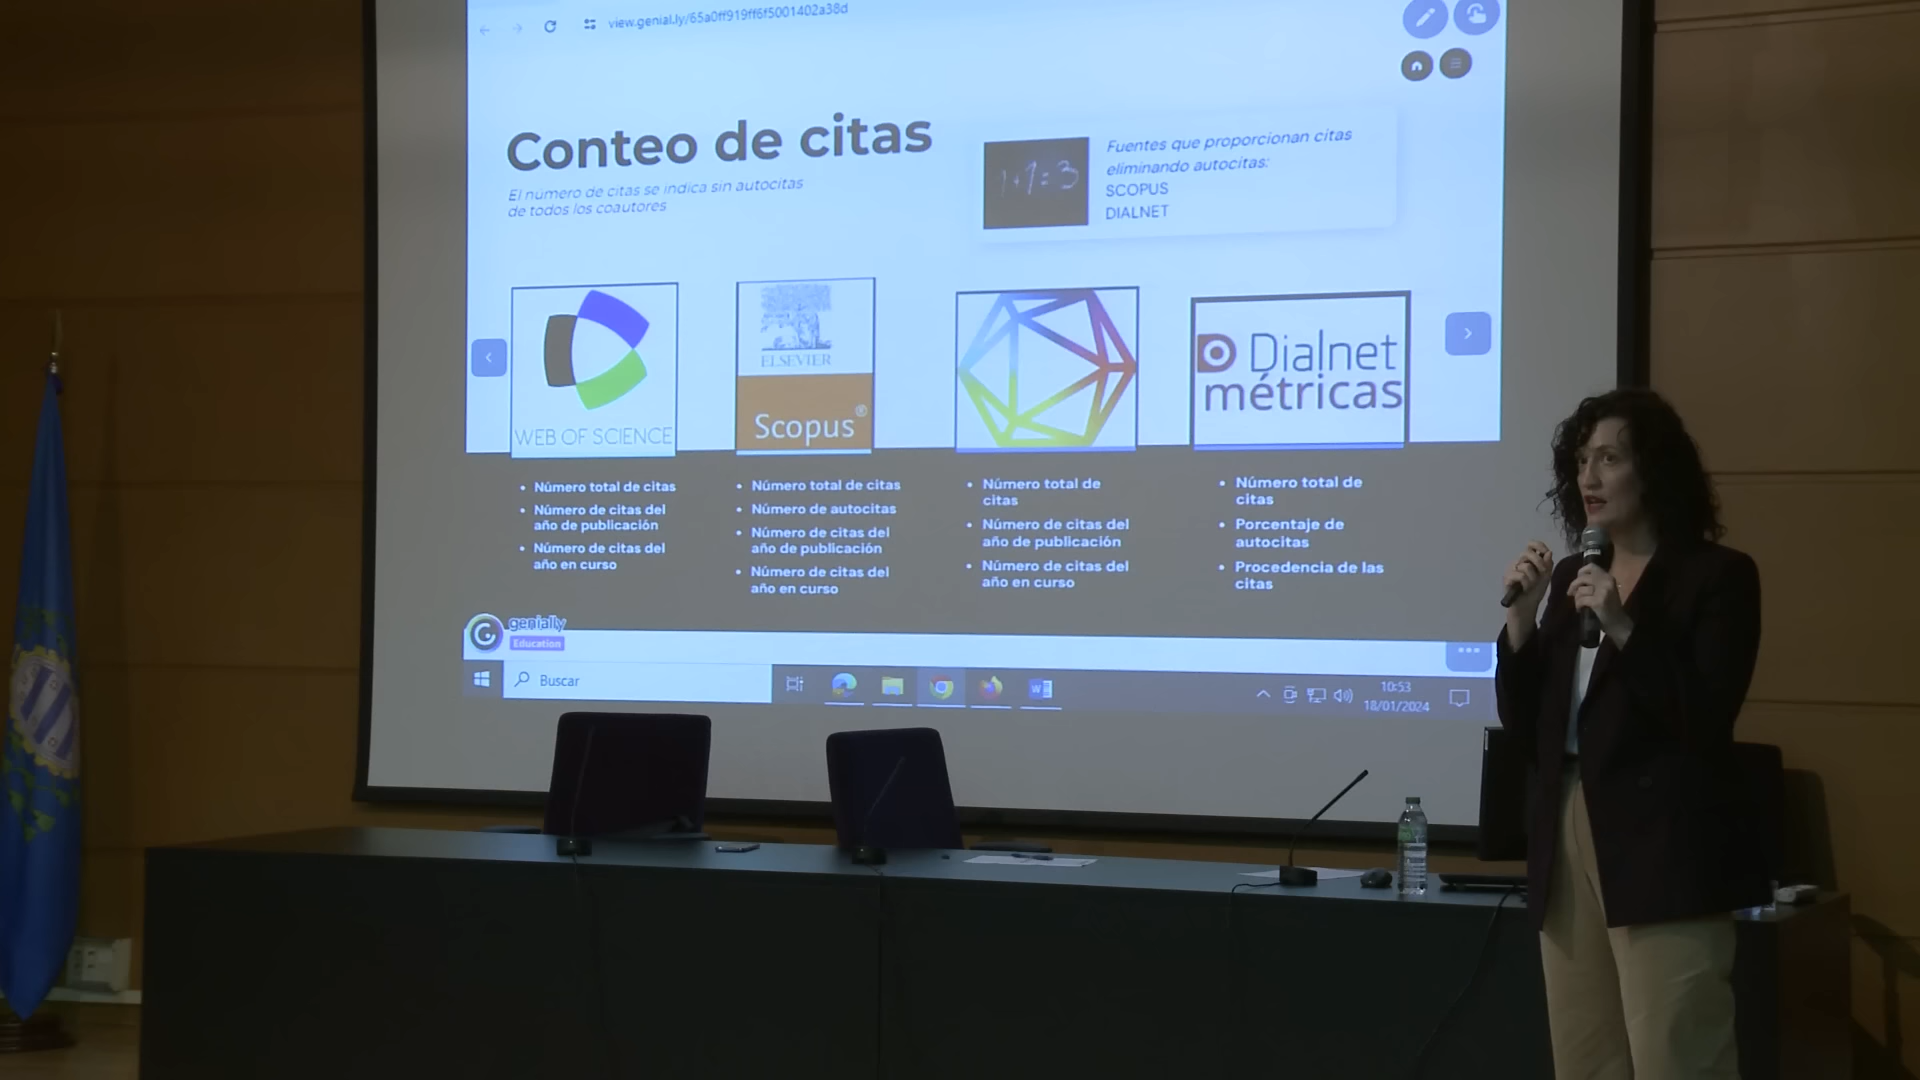 view.genial.ly/65a0ff919ff6f5001402a38d
Conteo de citas
El número de citas se indica sin autocitas
de todos los coautores
1+1=3
Fuentes que proporcionan citas
eliminando autocitas:
SCOPUS
DIALNET
WEB OF SCIENCE
ELSEVIER
Scopus®
Dialnet
métricas
• Número total de citas
• Número de citas del
año de publicación
• Número de citas del
año en curso
• Número total de citas
• Número de autocitas
• Número de citas del
año de publicación
• Número de citas del
año en curso
• Número total de
citas
• Número de citas del
año de publicación
• Número de citas del
año en curso
• Número total de
citas
• Porcentaje de
autocitas
• Procedencia de las
citas
genially
Education
Buscar
10:53
18/01/2024